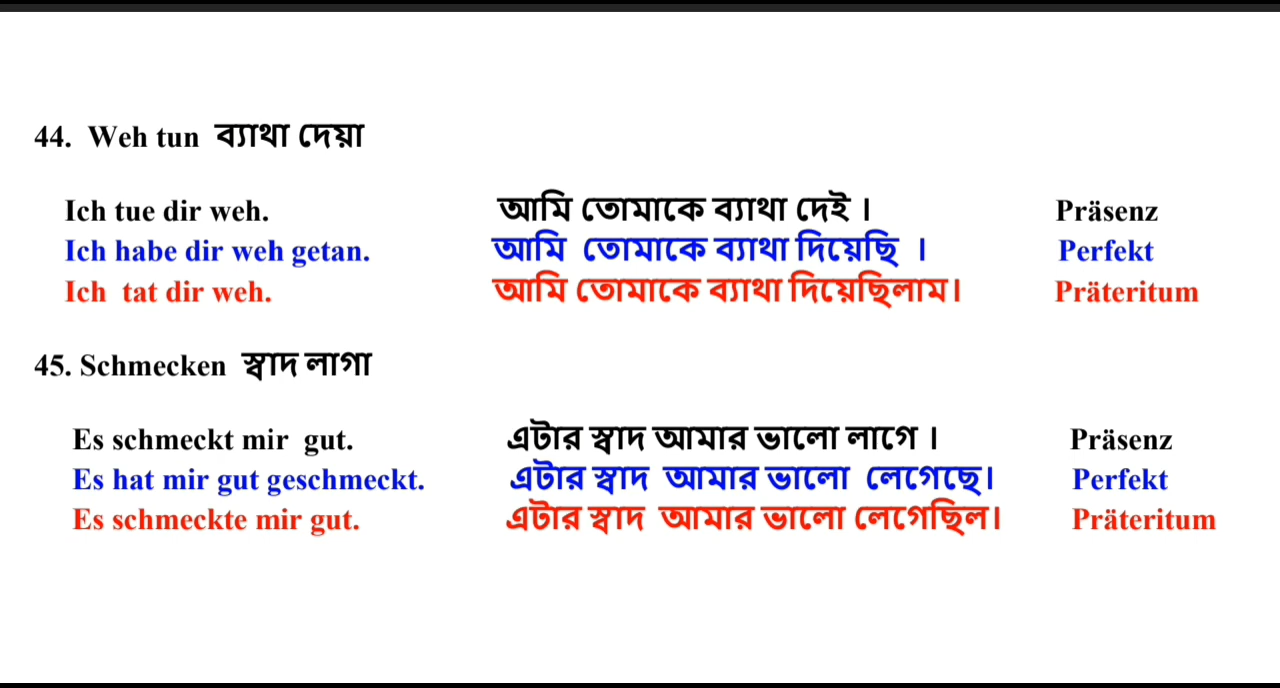 44. Weh tun ব্যাথা দেয়া
Ich tue dir weh. আমি তোমাকে ব্যাথা দেই । Präsenz
Ich habe dir weh getan. আমি তোমাকে ব্যাথা দিয়েছি । Perfekt
Ich tat dir weh. আমি তোমাকে ব্যাথা দিয়েছিলাম। Präteritum
45. Schmecken স্বাদ লাগা
Es schmeckt mir gut. এটার স্বাদ আমার ভালো লাগে । Präsenz
Es hat mir gut geschmeckt. এটার স্বাদ আমার ভালো লেগেছে। Perfekt
Es schmeckte mir gut. এটার স্বাদ আমার ভালো লেগেছিল। Präteritum